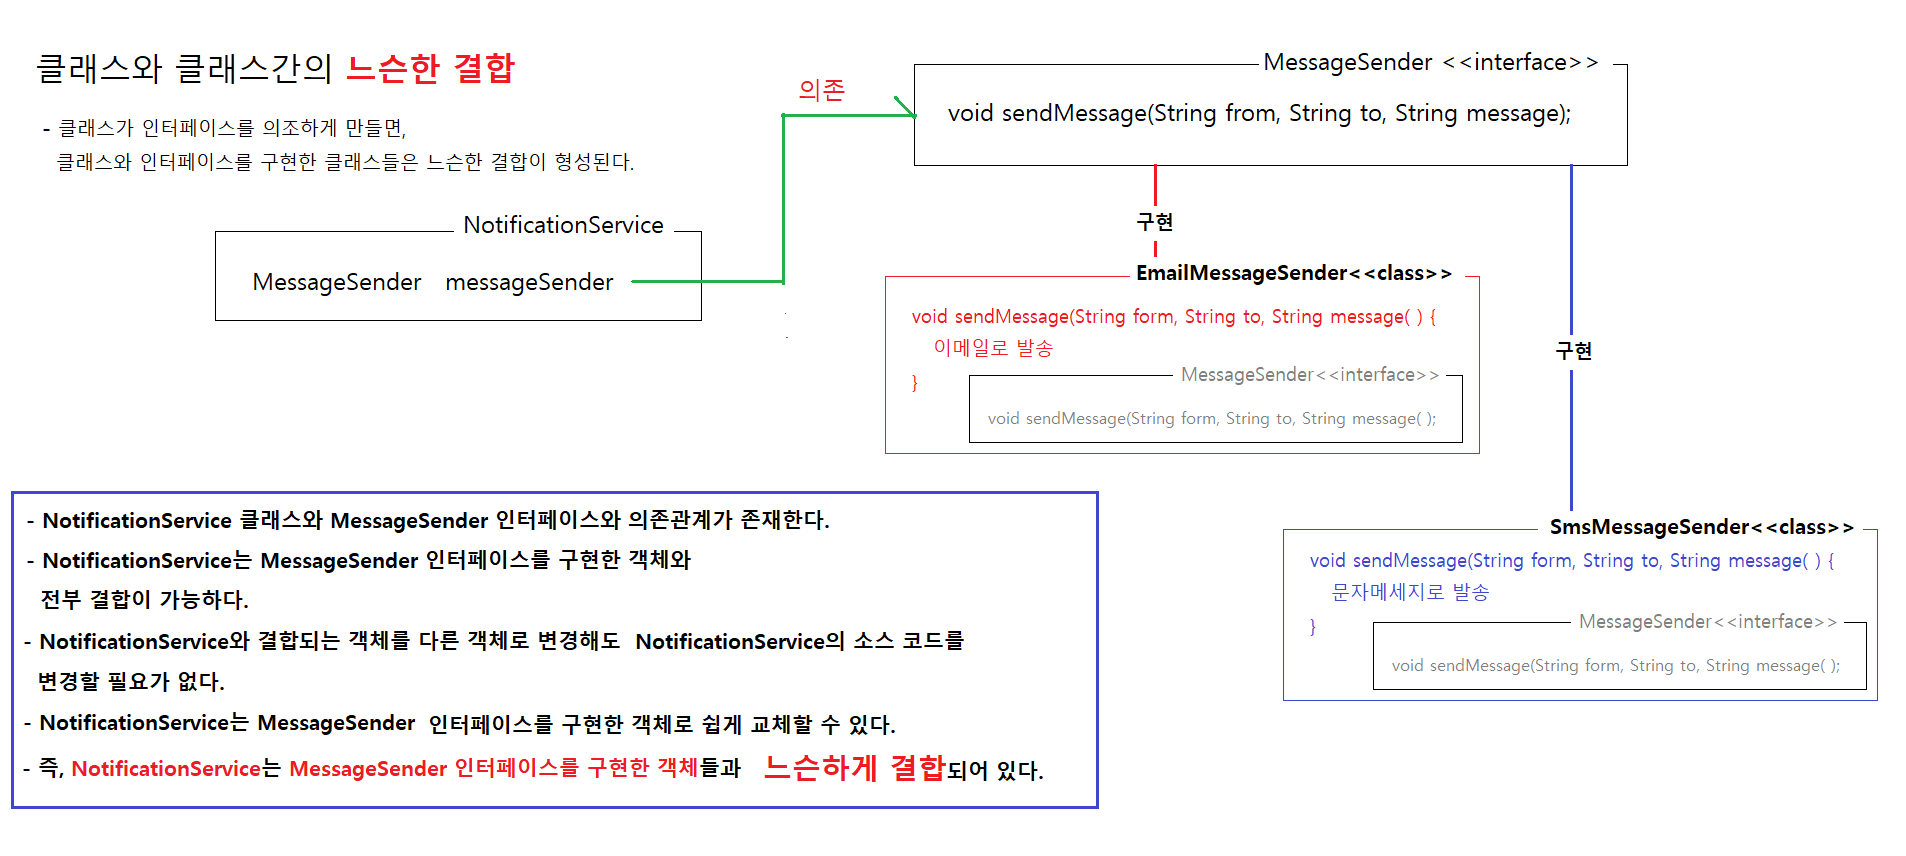 클래스와 클래스간의 느슨한 결합
- 클래스가 인터페이스를 의조하게 만들면,
클래스와 인터페이스를 구현한 클래스들은 느슨한 결합이 형성된다.
NotificationService
MessageSender messageSender
의존
MessageSender <<interface>>
void sendMessage(String from, String to, String message);
구현
구현
EmailMessageSender<<class>>
void sendMessage(String form, String to, String message( ) {
이메일로 발송
}
MessageSender<<interface>>
void sendMessage(String form, String to, String message( );
SmsMessageSender<<class>>
void sendMessage(String form, String to, String message( ) {
문자메세지로 발송
}
MessageSender<<interface>>
void sendMessage(String form, String to, String message( );
- NotificationService 클래스와 MessageSender 인터페이스와 의존관계가 존재한다.
- NotificationService는 MessageSender 인터페이스를 구현한 객체와
전부 결합이 가능하다.
- NotificationService와 결합되는 객체를 다른 객체로 변경해도 NotificationService의 소스 코드를
변경할 필요가 없다.
- NotificationService는 MessageSender 인터페이스를 구현한 객체로 쉽게 교체할 수 있다.
- 즉, NotificationService는 MessageSender 인터페이스를 구현한 객체들과 느슨하게 결합되어 있다.